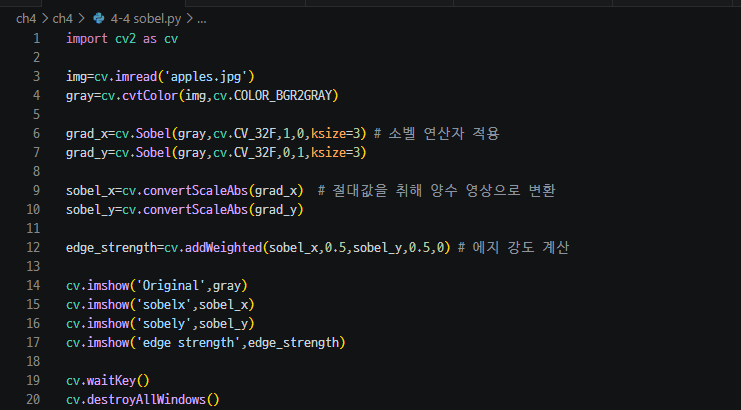 ch4 > ch4 > 4-4 sobel.py > ...
1 import cv2 as cv
2
3 img=cv.imread('apples.jpg')
4 gray=cv.cvtColor(img,cv.COLOR_BGR2GRAY)
5
6 grad_x=cv.Sobel(gray,cv.CV_32F,1,0,ksize=3) # 소벨 연산자 적용
7 grad_y=cv.Sobel(gray,cv.CV_32F,0,1,ksize=3)
8
9 sobel_x=cv.convertScaleAbs(grad_x)  # 절대값을 취해 양수 영상으로 변환
10 sobel_y=cv.convertScaleAbs(grad_y)
11
12 edge_strength=cv.addWeighted(sobel_x,0.5,sobel_y,0.5,0) # 에지 강도 계산
13
14 cv.imshow('Original',gray)
15 cv.imshow('sobelx',sobel_x)
16 cv.imshow('sobely',sobel_y)
17 cv.imshow('edge strength',edge_strength)
18
19 cv.waitKey()
20 cv.destroyAllWindows()